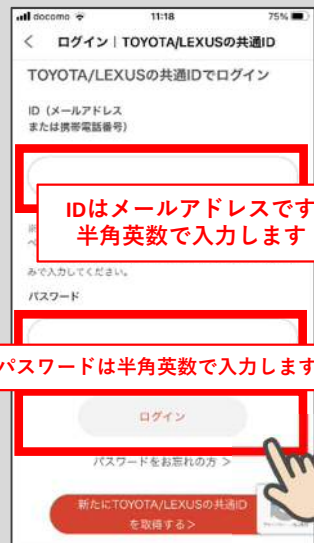 docomo 11:18 75%
< ログイン | TOYOTA/LEXUSの共通ID
TOYOTA/LEXUSの共通IDでログイン
ID（メールアドレス
または携帯電話番号）
IDはメールアドレスです
半角英数で入力します
みで入力してください。
パスワード
パスワードは半角英数で入力します
ログイン
パスワードをお忘れの方 >
新たにTOYOTA/LEXUSの共通ID
を取得する>